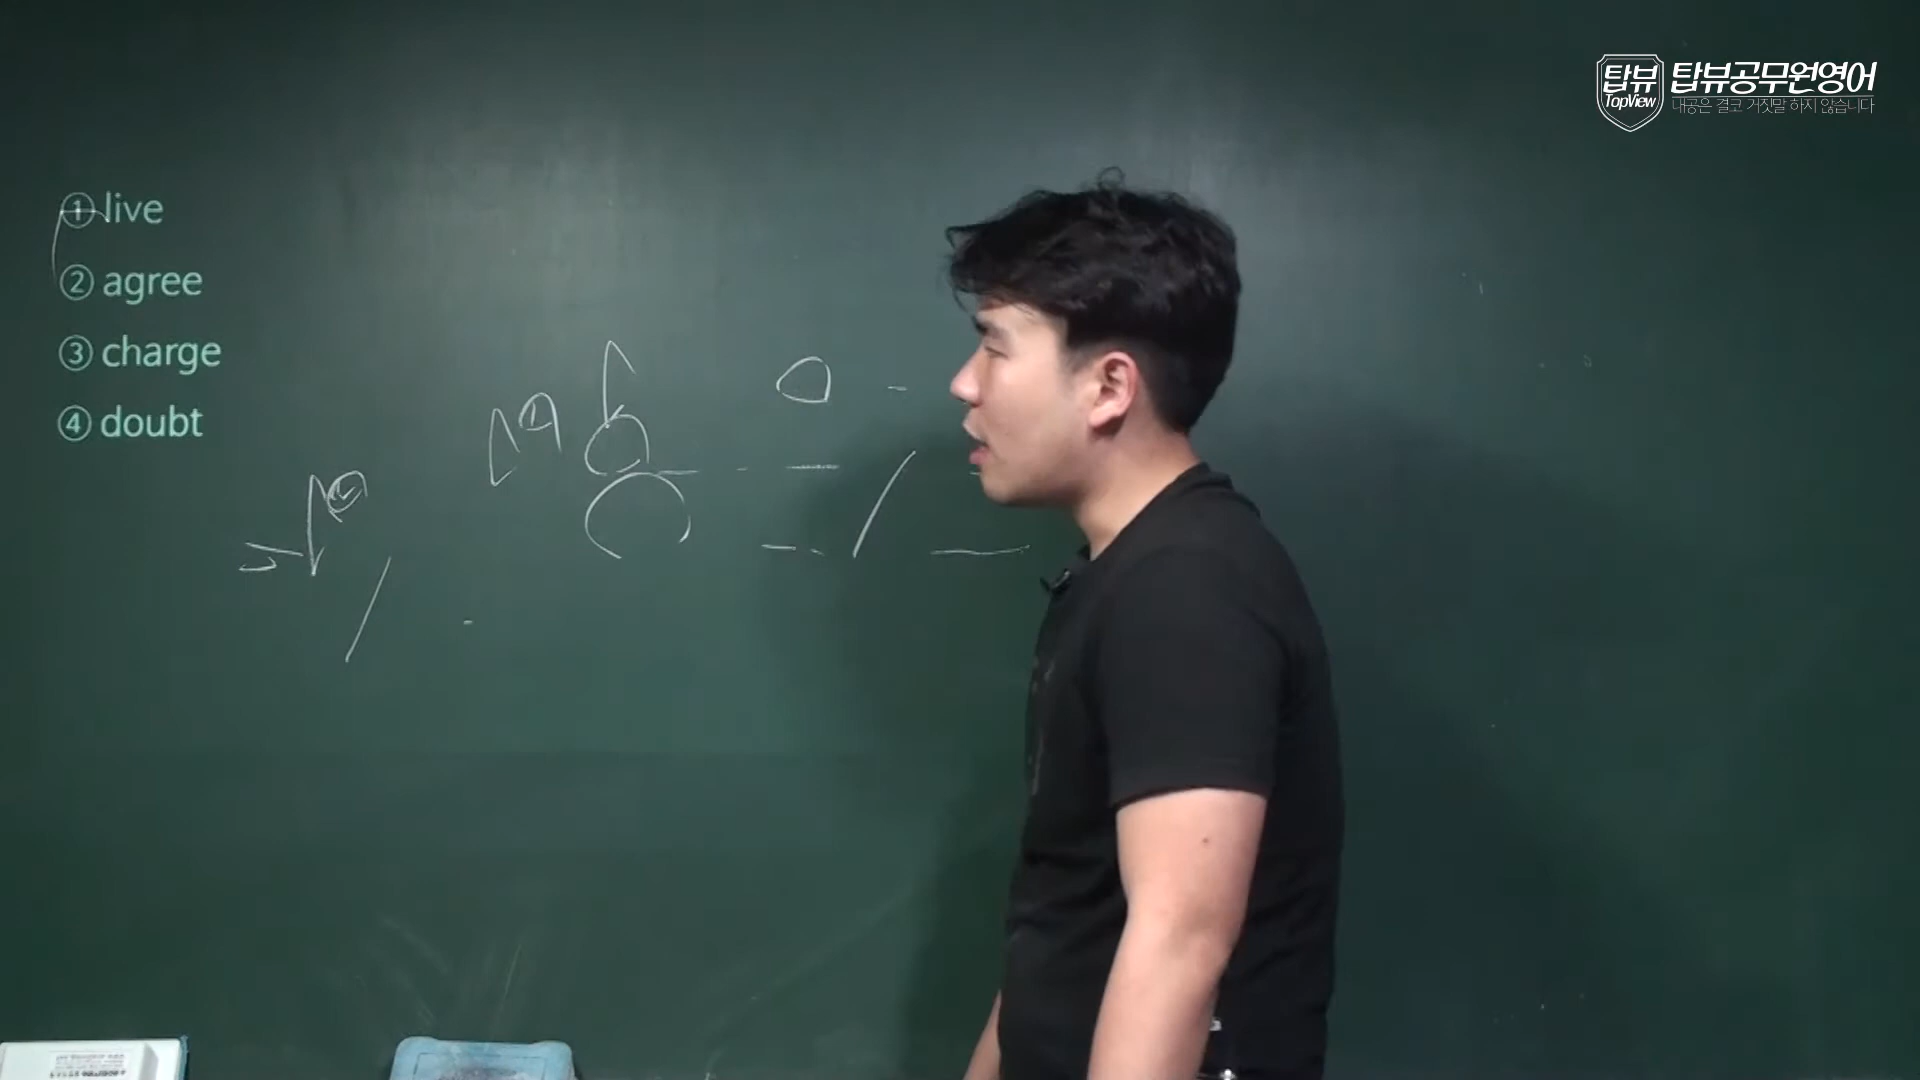 탑뷰
TopView
탑뷰공무원영어
내공은 결코 거짓말 하지 않습니다
① live
② agree
③ charge
④ doubt